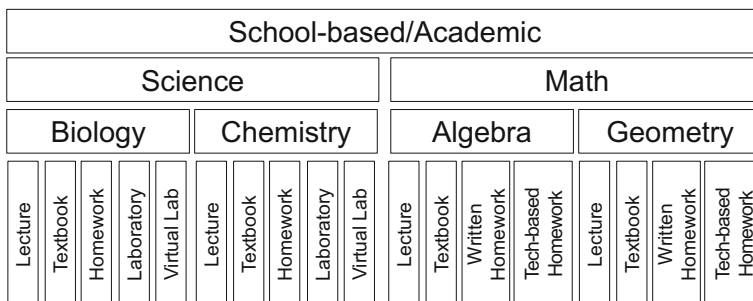 School-based/Academic
Science
Math
Biology
Chemistry
Algebra
Geometry
Lecture
Textbook
Homework
Laboratory
Virtual Lab
Lecture
Textbook
Homework
Laboratory
Virtual Lab
Lecture
Textbook
Written
Homework
Tech-based
Homework
Lecture
Textbook
Written
Homework
Tech-based
Homework